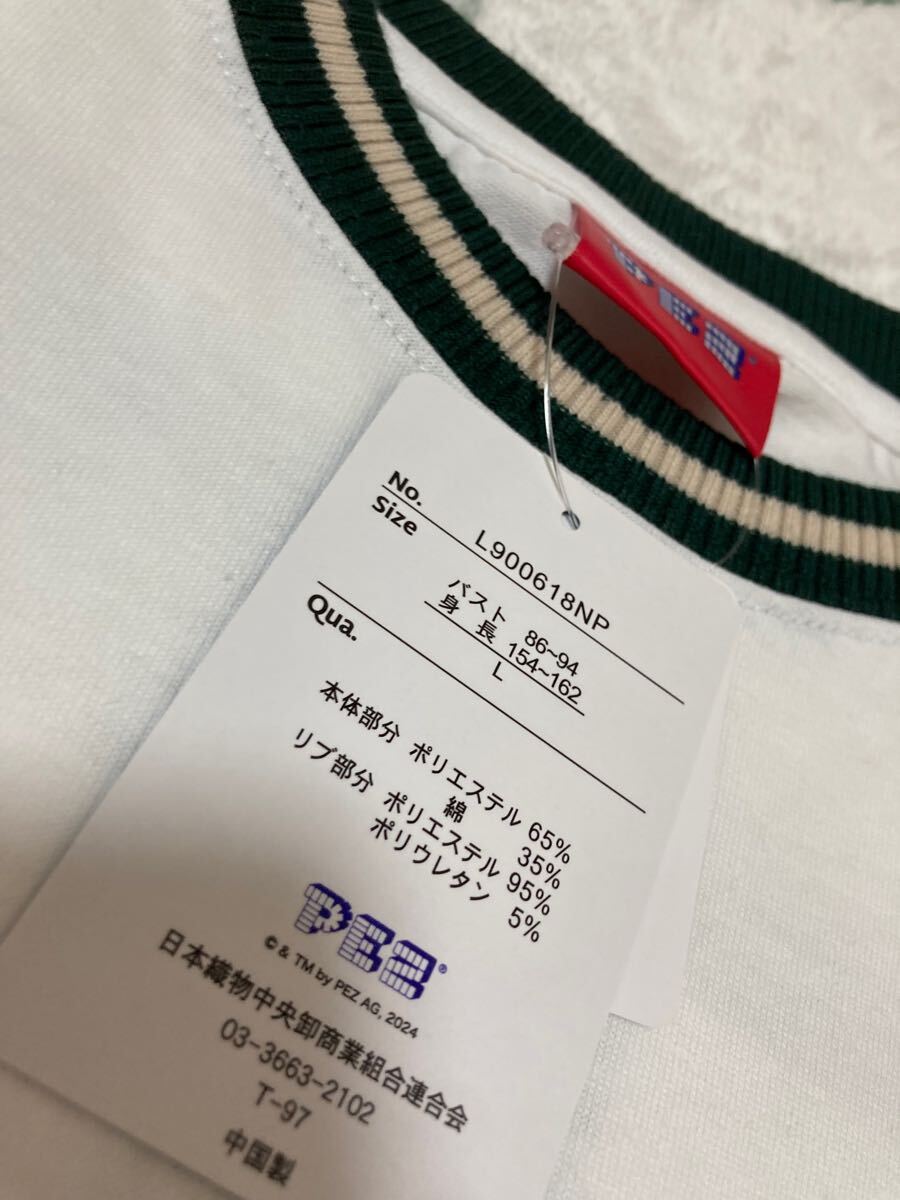 PEZ
No. L900618NP
Size
バスト 86~94
身長 154~162
L
Qua.
本体部分 ポリエステル 65%
綿 35%
リブ部分 ポリエステル 95%
ポリウレタン 5%
PEZ®
© & TM by PEZ AG, 2024
日本織物中央卸商業組合連合会
03-3663-2102
T-97
中国製